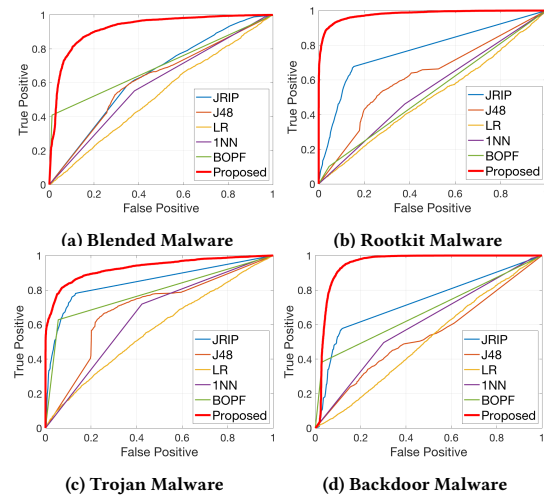 1
0.8
0.6
0.4
0.2
0
True Positive
JRIP
J48
LR
1NN
BOPF
Proposed
0 0.2 0.4 0.6 0.8 1
False Positive
(a) Blended Malware
1
0.8
0.6
0.4
0.2
0
True Positive
JRIP
J48
LR
1NN
BOPF
Proposed
0 0.2 0.4 0.6 0.8
False Positive
(b) Rootkit Malware
1
0.8
0.6
0.4
0.2
0
True Positive
JRIP
J48
LR
1NN
BOPF
Proposed
0 0.2 0.4 0.6 0.8 1
False Positive
(c) Trojan Malware
1
0.8
0.6
0.4
0.2
0
True Positive
JRIP
J48
LR
1NN
BOPF
Proposed
0 0.2 0.4 0.6 0.8 1
False Positive
(d) Backdoor Malware